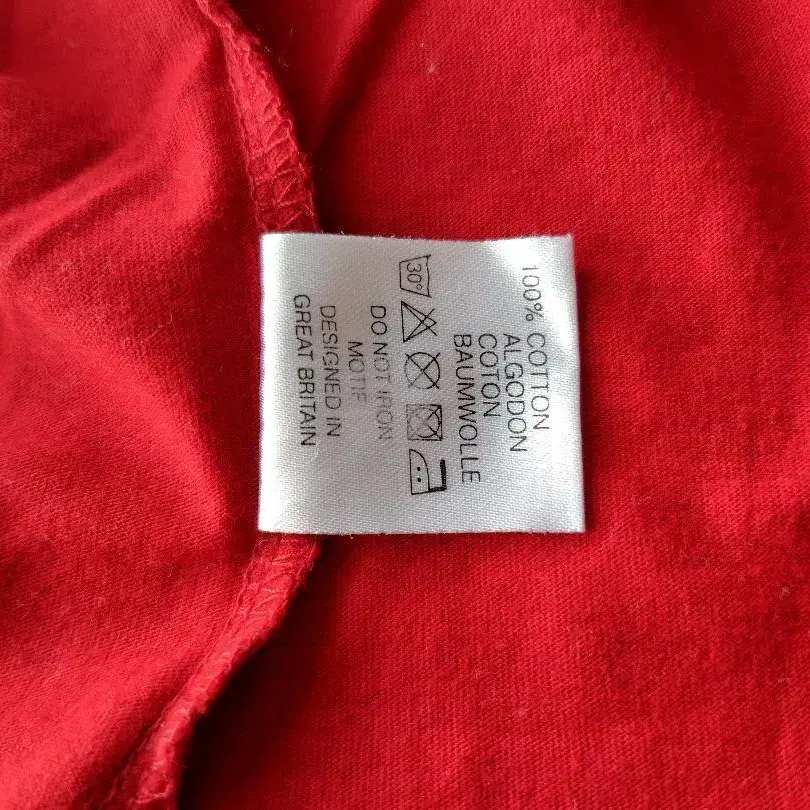 100% COTTON
ALGODON
COTON
BAUMWOLLE
30°
DO NOT IRON
MOTIF
DESIGNED IN
GREAT BRITAIN